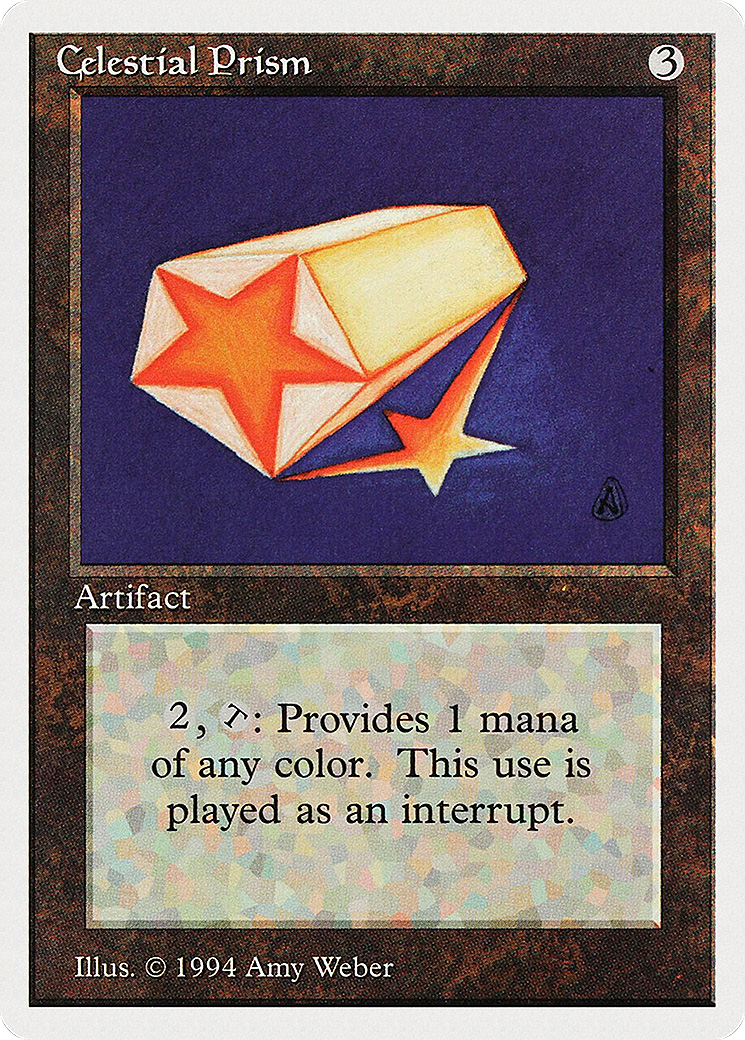 Celestial Prism 3
Artifact
2, T: Provides 1 mana
of any color. This use is
played as an interrupt.
Illus. © 1994 Amy Weber